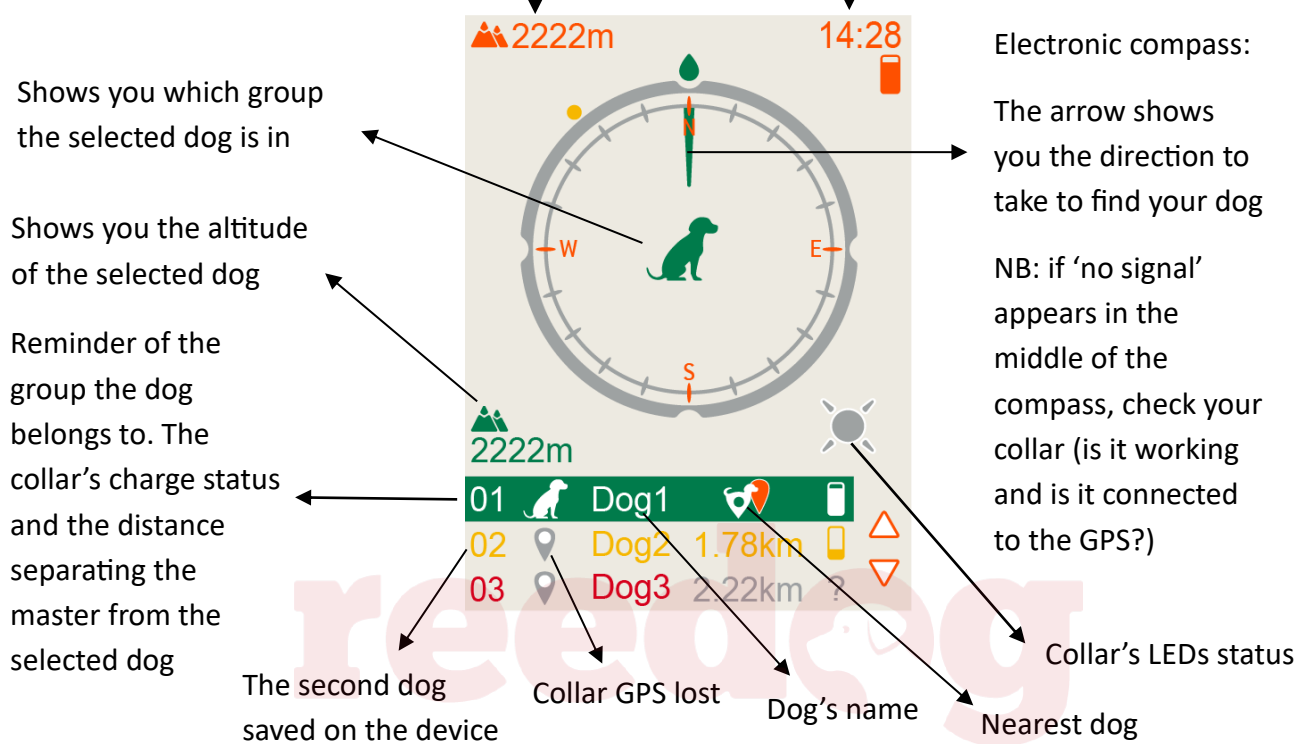 2222m
14:28
Electronic compass:
Shows you which group
the selected dog is in
The arrow shows
you the direction to
take to find your dog
N
W
E
S
Shows you the altitude
of the selected dog
NB: if ‘no signal’
appears in the
middle of the
compass, check your
collar (is it working
and is it connected
to the GPS?)
Reminder of the
group the dog
belongs to. The
collar’s charge status
and the distance
separating the
master from the
selected dog
2222m
01 Dog1
02 Dog2 1.78km
03 Dog3 2.22km ?
reedog
The second dog
saved on the device
Collar GPS lost
Dog’s name
Nearest dog
Collar’s LEDs status